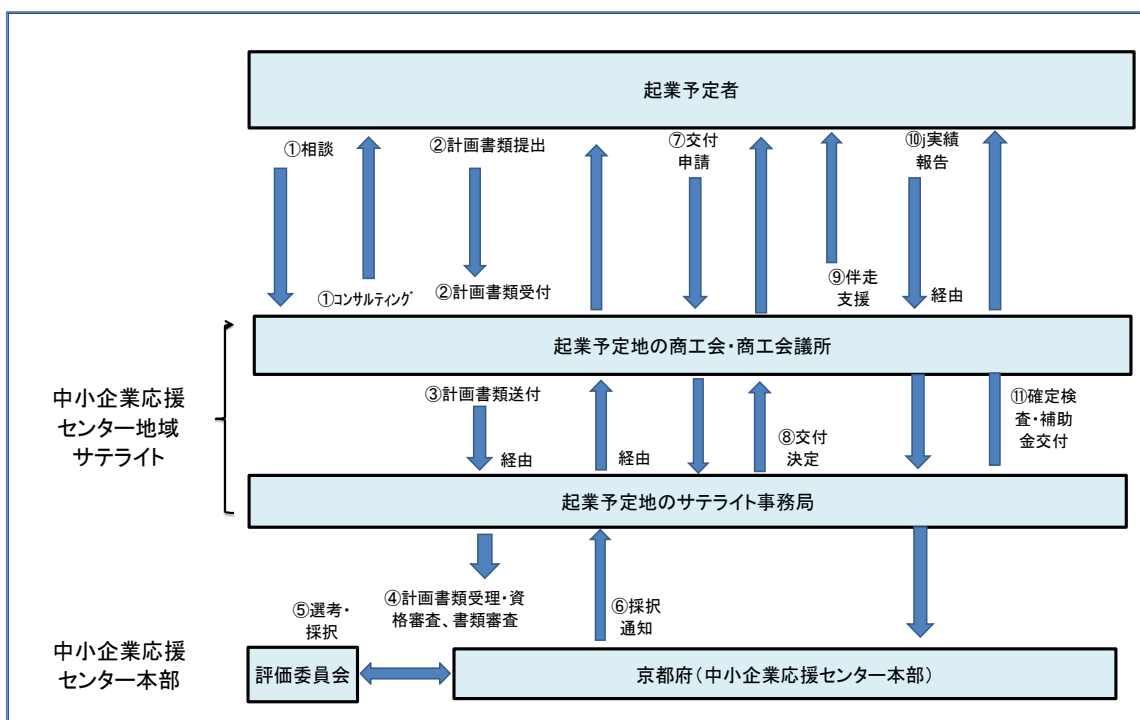 起業予定者
①相談
②計画書類提出
⑦交付
申請
⑩j実績
報告
①コンサルティング
②計画書類受付
⑨伴走
支援
経由
起業予定地の商工会・商工会議所
中小企業応援
センター地域
サテライト
③計画書類送付
経由
経由
⑧交付
決定
⑪確定検
査・補助
金交付
起業予定地のサテライト事務局
④計画書類受理・資
格審査、書類審査
⑤選考・
採択
⑥採択
通知
中小企業応援
センター本部
評価委員会
京都府(中小企業応援センター本部)